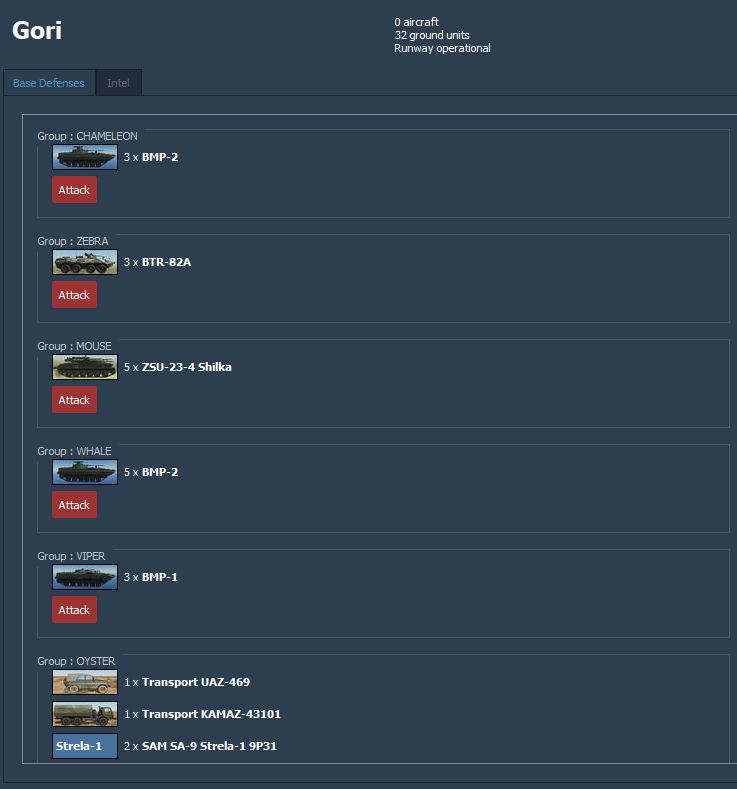 Gori
0 aircraft
32 ground units
Runway operational
Base Defenses
Intel
Group : CHAMELEON
3 x BMP-2
Attack
Group : ZEBRA
3 x BTR-82A
Attack
Group : MOUSE
5 x ZSU-23-4 Shilka
Attack
Group : WHALE
5 x BMP-2
Attack
Group : VIPER
3 x BMP-1
Attack
Group : OYSTER
1 x Transport UAZ-469
1 x Transport KAMAZ-43101
Strela-1
2 x SAM SA-9 Strela-1 9P31